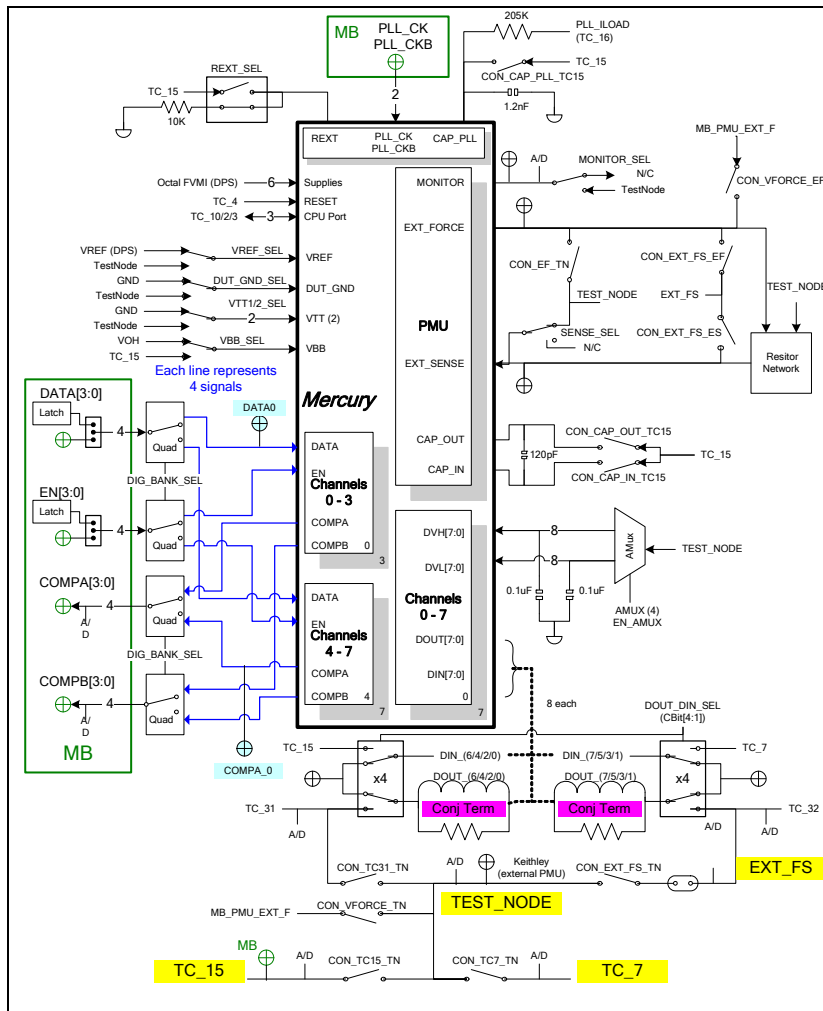 MB
PLL_CK
PLL_CKB
2
205K
PLL_ILOAD
(TC_16)
TC_15
CON_CAP_PLL_TC15
1.2nF
REXT_SEL
TC_15
10K
REXT
PLL_CK
PLL_CKB
CAP_PLL
MB_PMU_EXT_F
A/D
MONITOR_SEL
N/C
TestNode
CON_VFORCE_EF
Octal FVMI (DPS)
6
Supplies
TC_4
RESET
TC_10/2/3
3
CPU Port
MONITOR
EXT_FORCE
VREF (DPS)
VREF_SEL
VREF
TestNode
GND
DUT_GND_SEL
DUT_GND
TestNode
GND
VTT1/2_SEL
2
VTT (2)
TestNode
VOH
VBB_SEL
VBB
TC_15
PMU
EXT_SENSE
CON_EF_TN
TEST_NODE
SENSE_SEL
N/C
CON_EXT_FS_EF
EXT_FS
CON_EXT_FS_ES
TEST_NODE
Resitor
Network
Each line represents
4 signals
Mercury
DATA[3:0]
Latch
4
Quad
DATA0
DIG_BANK_SEL
EN[3:0]
Latch
4
Quad
COMPA[3:0]
4
A/
D
Quad
DIG_BANK_SEL
COMPB[3:0]
4
A/
D
Quad
MB
COMPA_0
DATA
EN
Channels
0 - 3
COMPA
COMPB
0
3
DATA
EN
Channels
4 - 7
COMPA
COMPB
4
7
CAP_OUT
CAP_IN
120pF
CON_CAP_OUT_TC15
CON_CAP_IN_TC15
TC_15
DVH[7:0]
DVL[7:0]
Channels
0 - 7
DOUT[7:0]
DIN[7:0]
0
7
8
8
0.1uF
0.1uF
AMux
TEST_NODE
AMUX (4)
EN_AMUX
8 each
DOUT_DIN_SEL
(CBit[4:1])
TC_15
x4
DIN_(6/4/2/0)
DIN_(7/5/3/1)
x4
TC_7
DOUT_(6/4/2/0)
DOUT_(7/5/3/1)
Conj Term
Conj Term
TC_31
A/D
A/D
TC_32
A/D
CON_TC31_TN
A/D
Keithley
(external PMU)
CON_EXT_FS_TN
EXT_FS
TEST_NODE
MB_PMU_EXT_F
CON_VFORCE_TN
MB
TC_15
A/D
CON_TC15_TN
CON_TC7_TN
A/D
TC_7